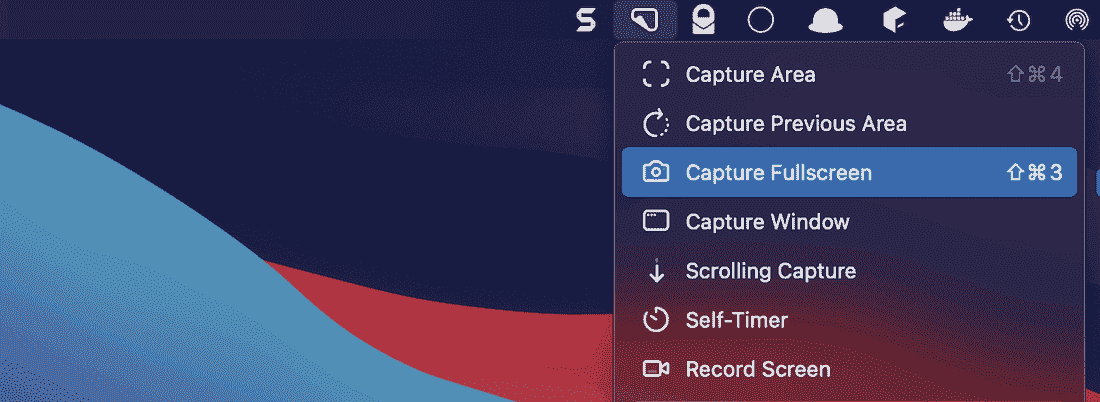 Capture Area ⇧⌘4
Capture Previous Area
Capture Fullscreen ⇧⌘3
Capture Window
Scrolling Capture
Self-Timer
Record Screen